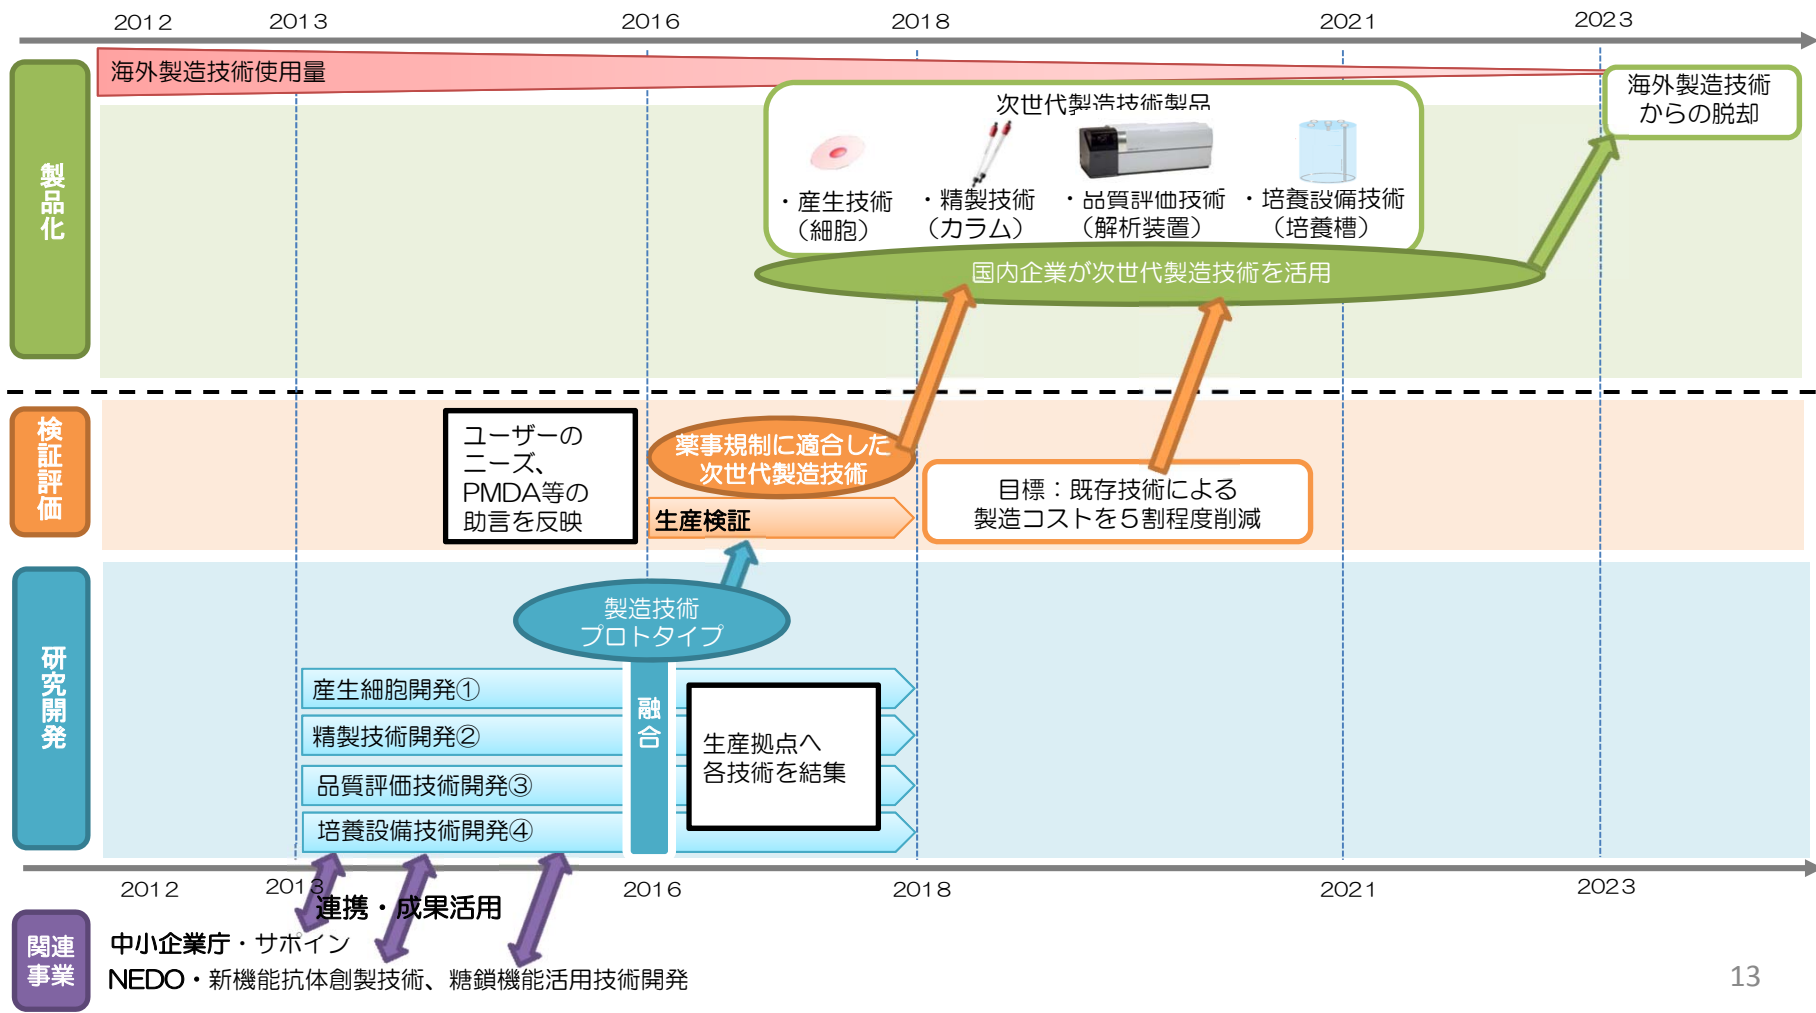 2012 2013 2016 2018 2021 2023
海外製造技術使用量
製品化
海外製造技術
からの脱却
次世代製造技術製品
・産生技術
（細胞）
・精製技術
（カラム）
・品質評価技術
（解析装置）
・培養設備技術
（培養槽）
国内企業が次世代製造技術を活用
検証評価
ユーザーの
ニーズ、
PMDA等の
助言を反映
薬事規制に適合した
次世代製造技術
生産検証
目標：既存技術による
製造コストを５割程度削減
研究開発
製造技術
プロトタイプ
融合
産生細胞開発①
精製技術開発②
品質評価技術開発③
培養設備技術開発④
生産拠点へ
各技術を結集
2012 2013 2016 2018 2021 2023
連携・成果活用
関連
事業
中小企業庁・サポイン
NEDO・新機能抗体創製技術、糖鎖機能活用技術開発
13